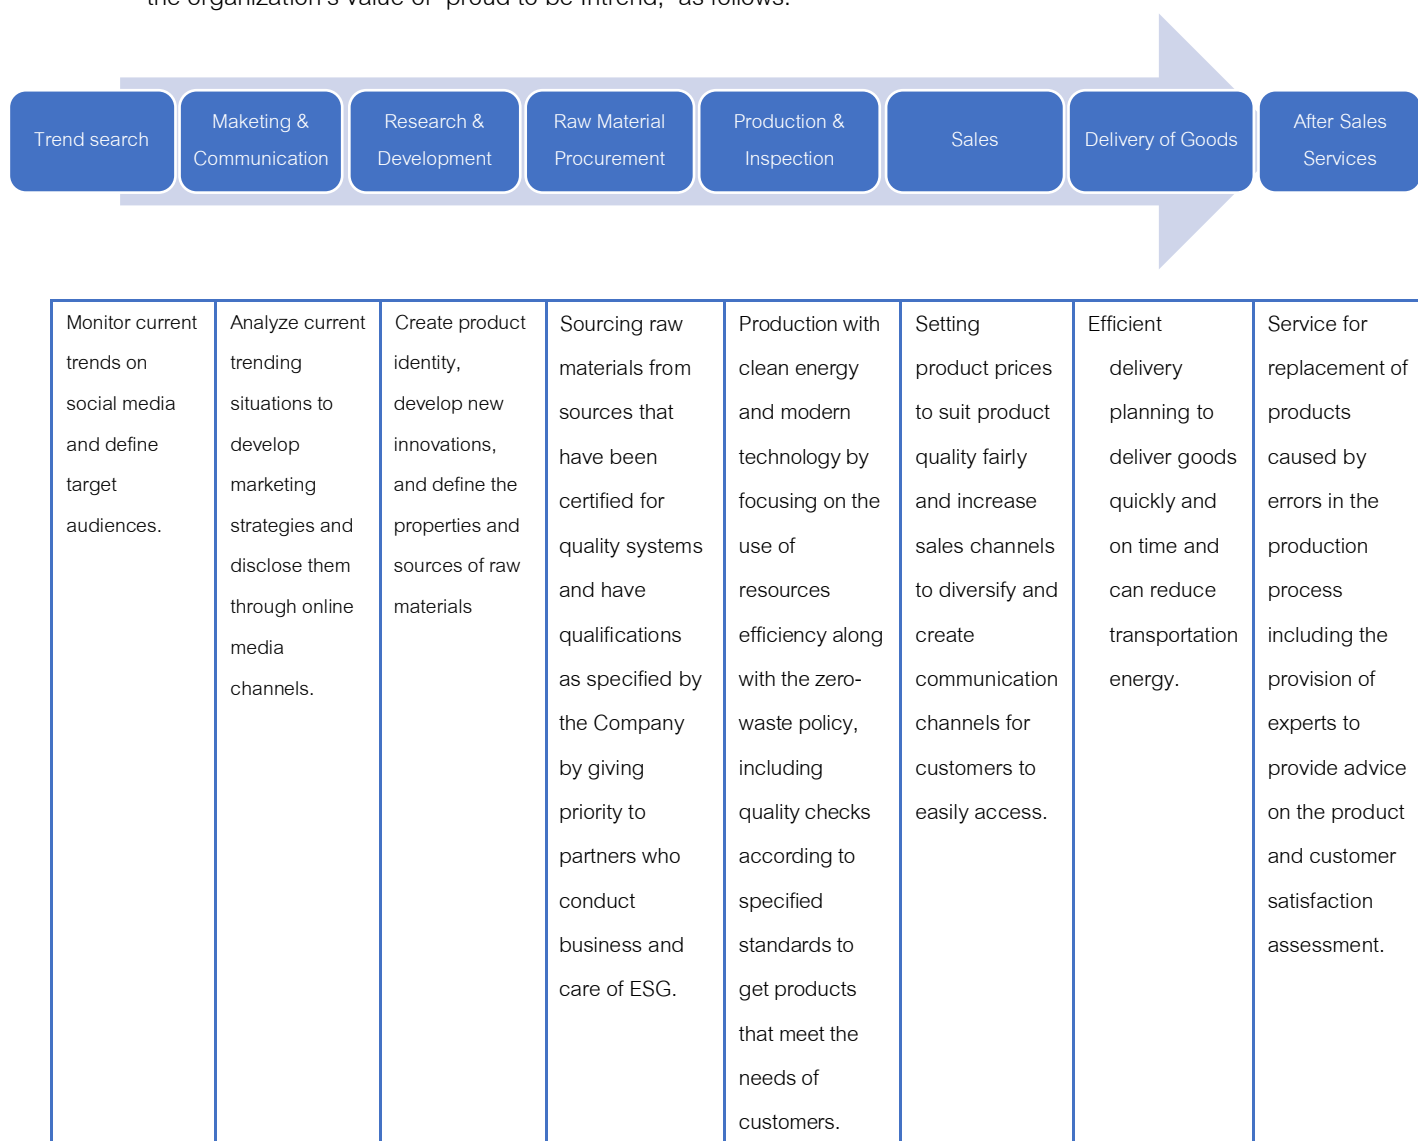 the organization's value of "proud to be Intrend," as follows:
Trend search
Maketing &
Communication
Research &
Development
Raw Material
Procurement
Production &
Inspection
Sales
Delivery of Goods
After Sales
Services
Monitor current
trends on
social media
and define
target
audiences.
Analyze current
trending
situations to
develop
marketing
strategies and
disclose them
through online
media
channels.
Create product
identity,
develop new
innovations,
and define the
properties and
sources of raw
materials
Sourcing raw
materials from
sources that
have been
certified for
quality systems
and have
qualifications
as specified by
the Company
by giving
priority to
partners who
conduct
business and
care of ESG.
Production with
clean energy
and modern
technology by
focusing on the
use of
resources
efficiency along
with the zero-
waste policy,
including
quality checks
according to
specified
standards to
get products
that meet the
needs of
customers.
Setting
product prices
to suit product
quality fairly
and increase
sales channels
to diversify and
create
communication
channels for
customers to
easily access.
Efficient
delivery
planning to
deliver goods
quickly and
on time and
can reduce
transportation
energy.
Service for
replacement of
products
caused by
errors in the
production
process
including the
provision of
experts to
provide advice
on the product
and customer
satisfaction
assessment.